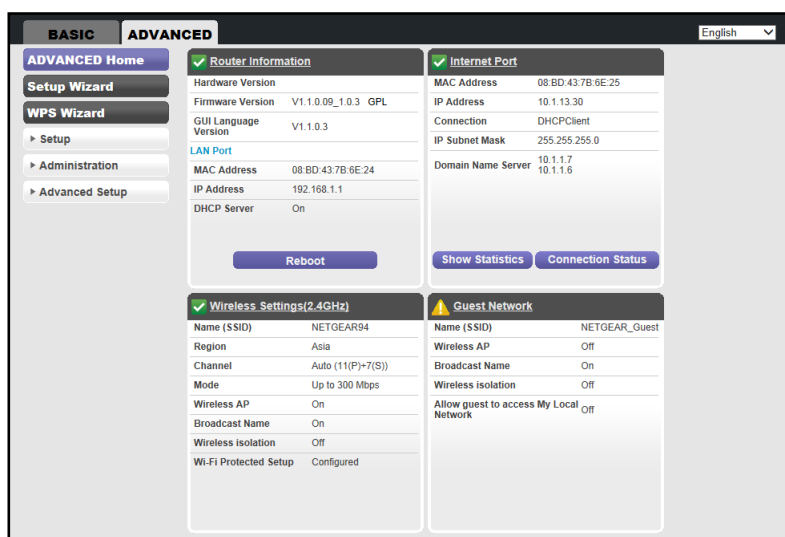 BASIC ADVANCED
English
ADVANCED Home
Setup Wizard
WPS Wizard
Setup
Administration
Advanced Setup
Router Information
Hardware Version
Firmware Version V1.1.0.09_1.0.3 GPL
GUI Language Version V1.1.0.3
LAN Port
MAC Address 08:BD:43:7B:6E:24
IP Address 192.168.1.1
DHCP Server On
Reboot
Internet Port
MAC Address 08:BD:43:7B:6E:25
IP Address 10.1.13.30
Connection DHCPClient
IP Subnet Mask 255.255.255.0
Domain Name Server 10.1.1.7
10.1.1.6
Show Statistics Connection Status
Wireless Settings(2.4GHz)
Name (SSID) NETGEAR94
Region Asia
Channel Auto (11(P)+7(S))
Mode Up to 300 Mbps
Wireless AP On
Broadcast Name On
Wireless isolation Off
Wi-Fi Protected Setup Configured
Guest Network
Name (SSID) NETGEAR_Guest
Wireless AP Off
Broadcast Name On
Wireless isolation Off
Allow guest to access My Local Network Off